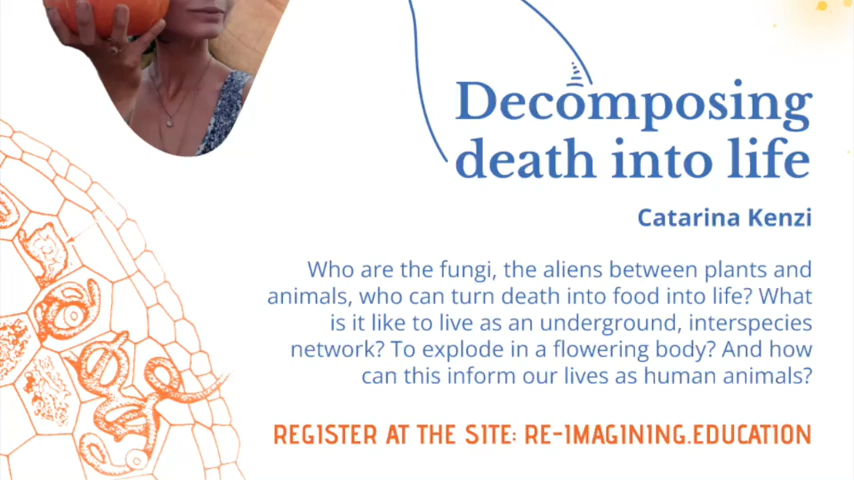 Decomposing
death into life
Catarina Kenzi
Who are the fungi, the aliens between plants and
animals, who can turn death into food into life? What
is it like to live as an underground, interspecies
network? To explode in a flowering body? And how
can this inform our lives as human animals?
REGISTER AT THE SITE: RE-IMAGINING.EDUCATION